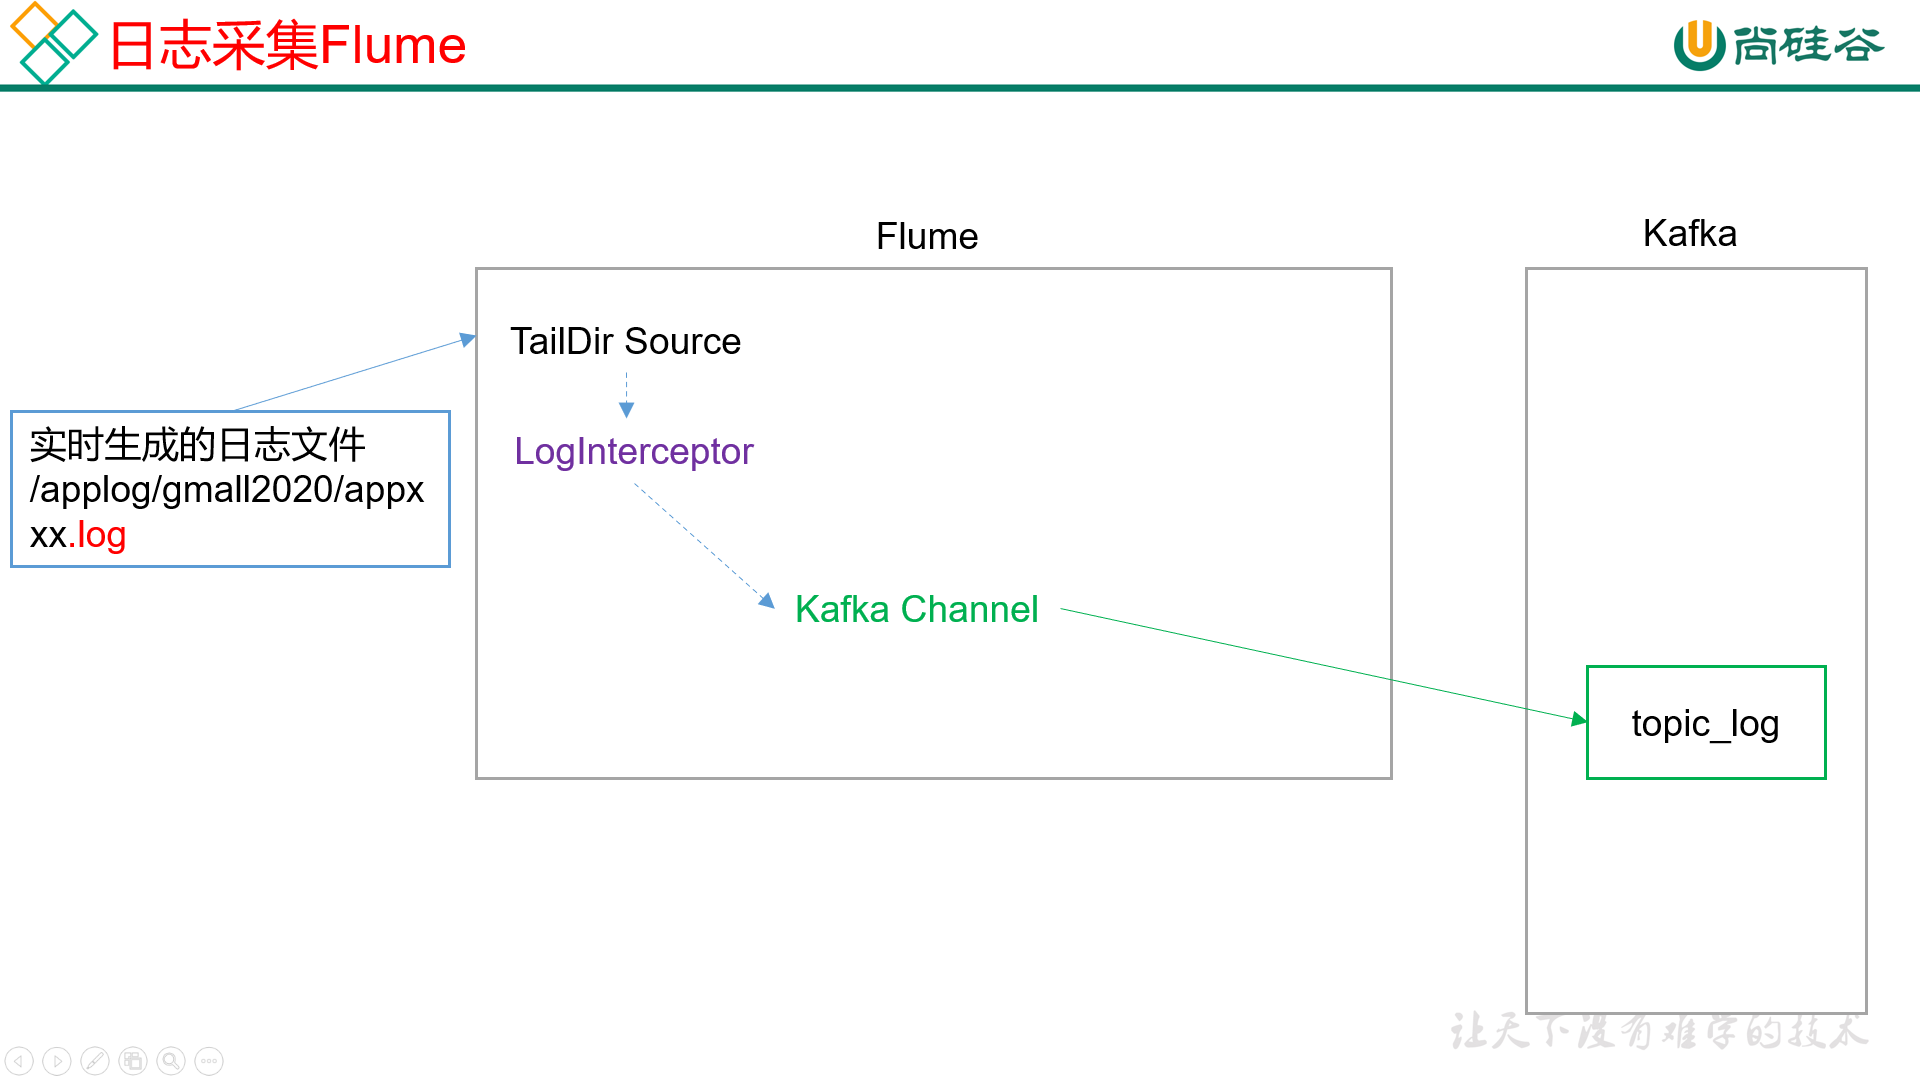 日志采集Flume
尚硅谷
Flume
Kafka
TailDir Source
实时生成的日志文件
/applog/gmall2020/appx
xx.log
LogInterceptor
Kafka Channel
topic_log
让天下没有难学的技术